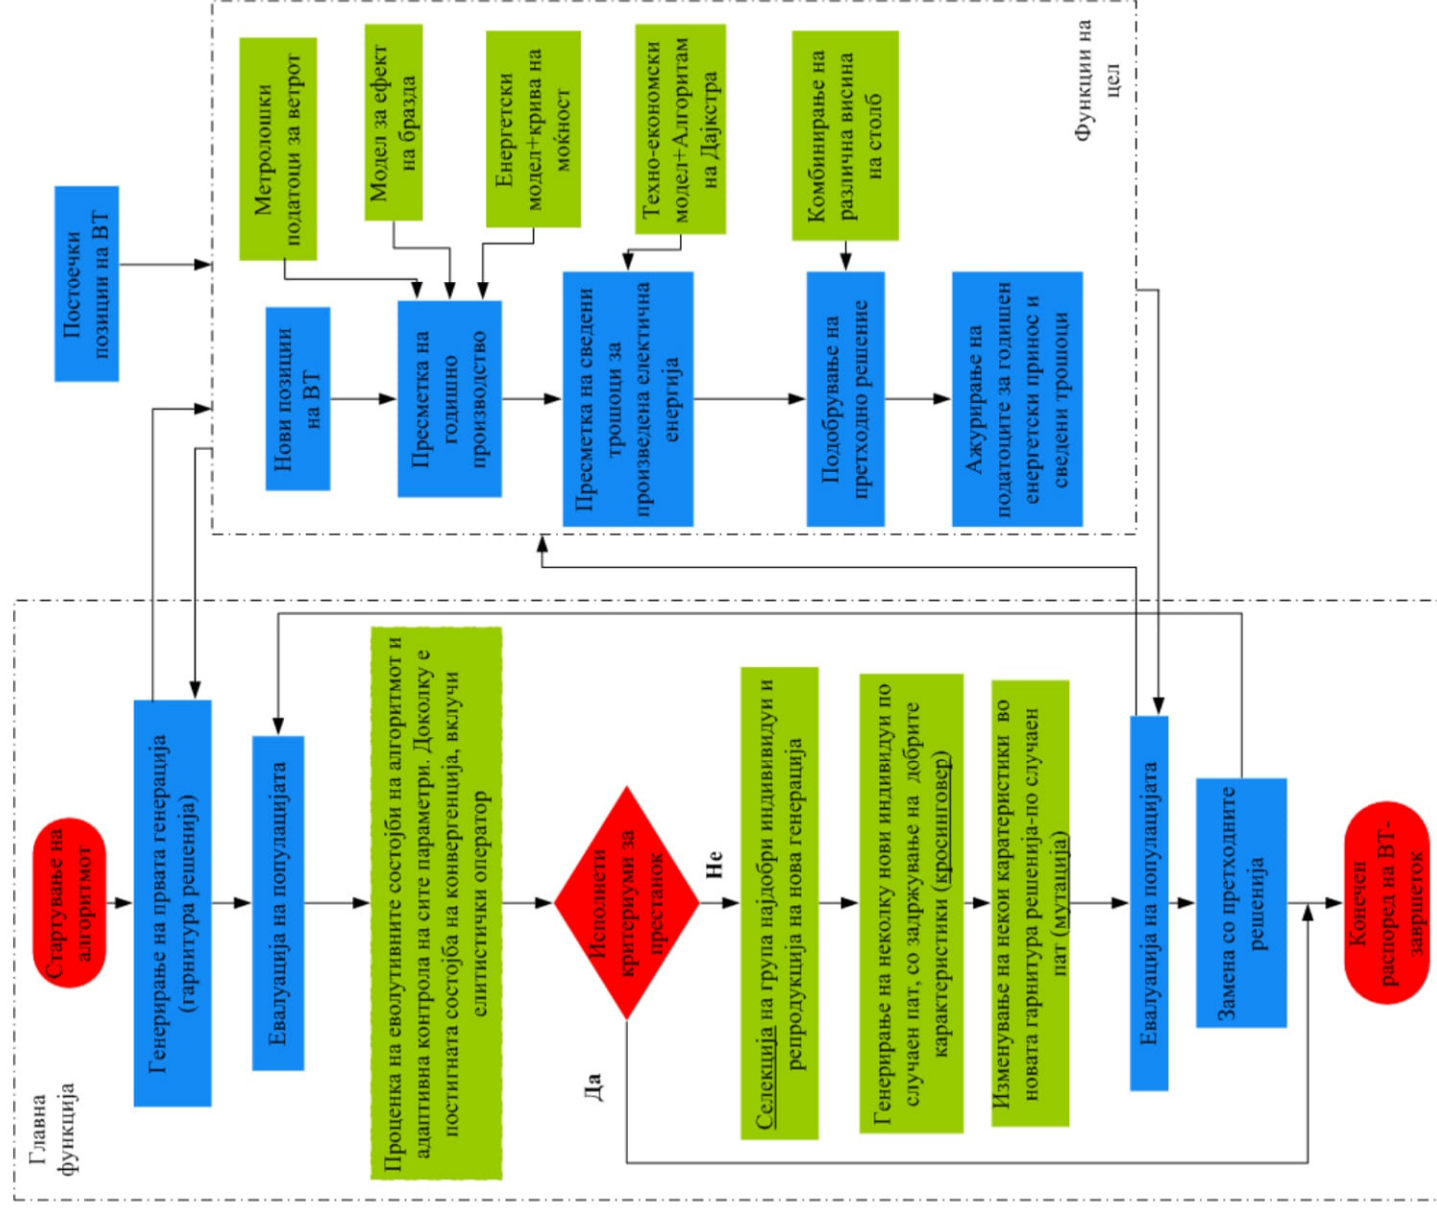 Главна
функција
Стартување на
алгоритмот
Генерирање на првата генерација
(гарнитура решенија)
Евалуација на популацијата
Проценка на еволутивните состојби на алгоритмот и
адаптивна контрола на сите параметри. Доколку е
постигната состојба на конвергенција, вклучи
елитистички оператор
Исполнети
критериуми за
престанок
Да
Не
Селекција на група најдобри индививидуи и
репродукција на нова генерација
Генерирање на неколку нови индивидуи по
случаен пат, со задржување на добрите
карактеристики (кросинговер)
Изменување на некои каратеристики во
новата гарнитура решенија-по случаен
пат (мутација)
Евалуација на популацијата
Замена со претходните
решенија
Конечен
распоред на ВТ-
завршеток
Постоечки
позиции на ВТ
Нови позиции
на ВТ
Пресметка на
годишно
производство
Пресметка на сведени
трошоци за
произведена електична
енергија
Подобрување на
претходно решение
Ажурирање на
податоците за годишен
енергетски принос и
сведени трошоци
Метролошки
податоци за ветрот
Модел за ефект
на бразда
Енергетски
модел+крива на
моќност
Техно-економски
модел+Алгоритам
на Дајкстра
Комбинирање на
различна висина
на столб
Функции на
цел